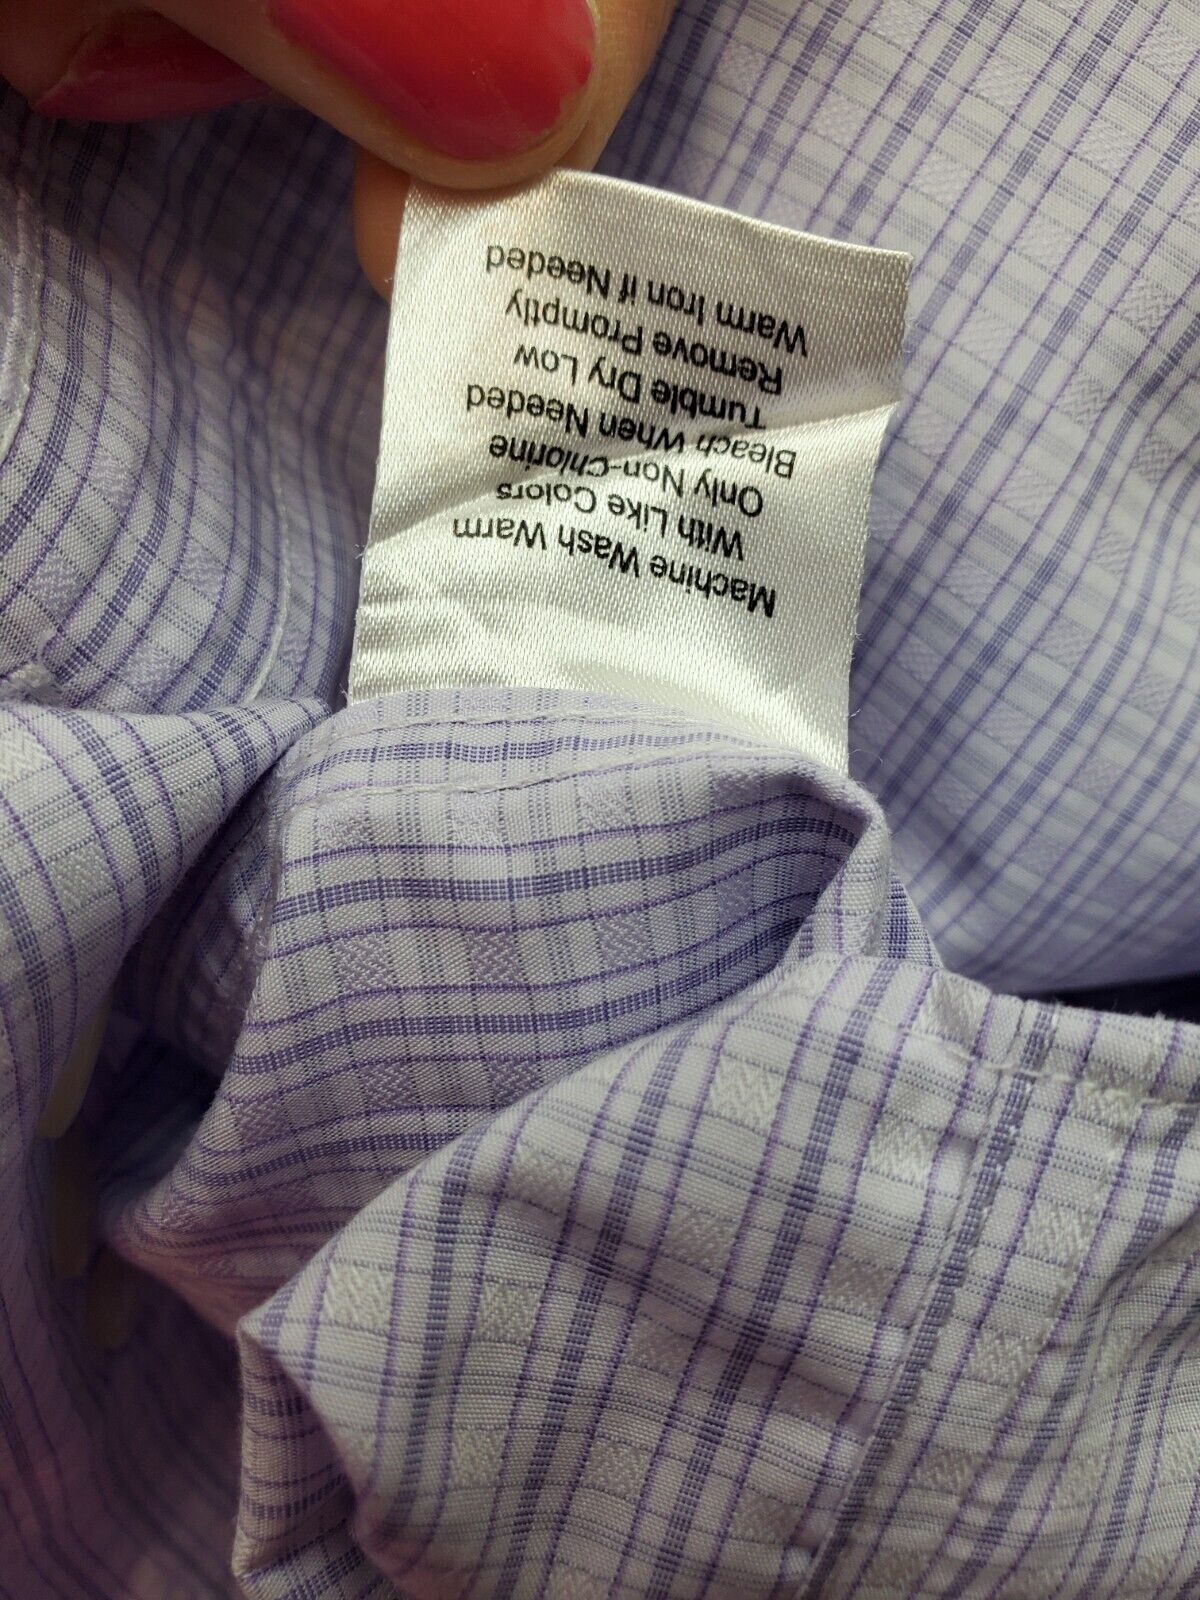 Machine Wash Warm
With Like Colors
Only Non-Chlorine
Bleach When Needed
Tumble Dry Low
Remove Promptly
Warm Iron if Needed